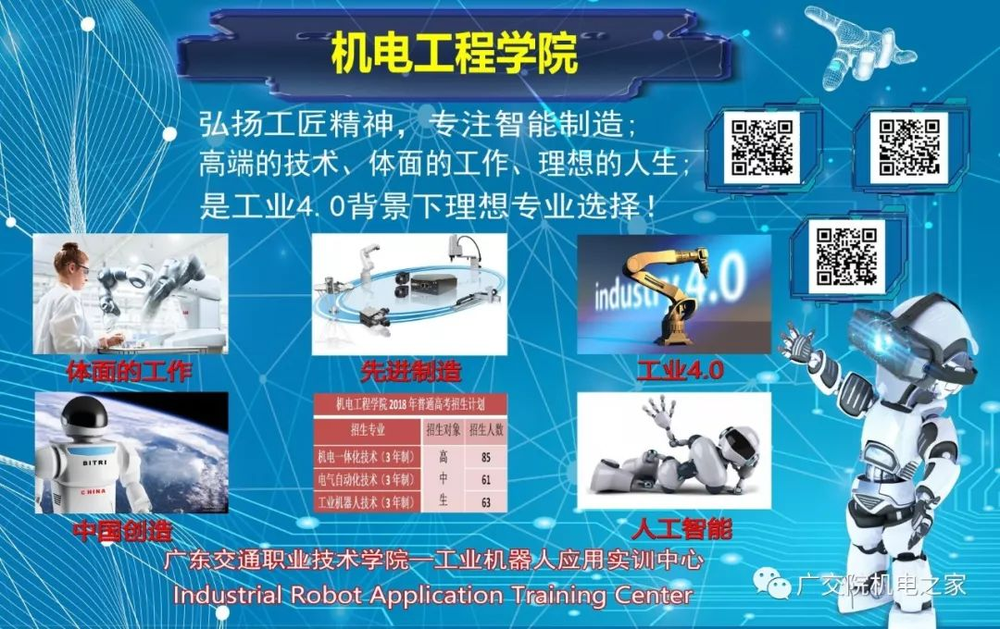 机电工程学院
弘扬工匠精神，专注智能制造；
高端的技术、体面的工作、理想的人生；
是工业4.0背景下理想专业选择！
industry 4.0
体面的工作
先进制造
工业4.0
BITRI
CHINA
机电工程学院 2018 年普通高考招生计划
招生专业 招生对象 招生人数
机电一体化技术（3 年制） 高 85
电气自动化技术（3 年制） 中 61
工业机器人技术（3 年制） 生 63
中国创造
人工智能
广东交通职业技术学院—工业机器人应用实训中心
Industrial Robot Application Training Center
广交院机电之家